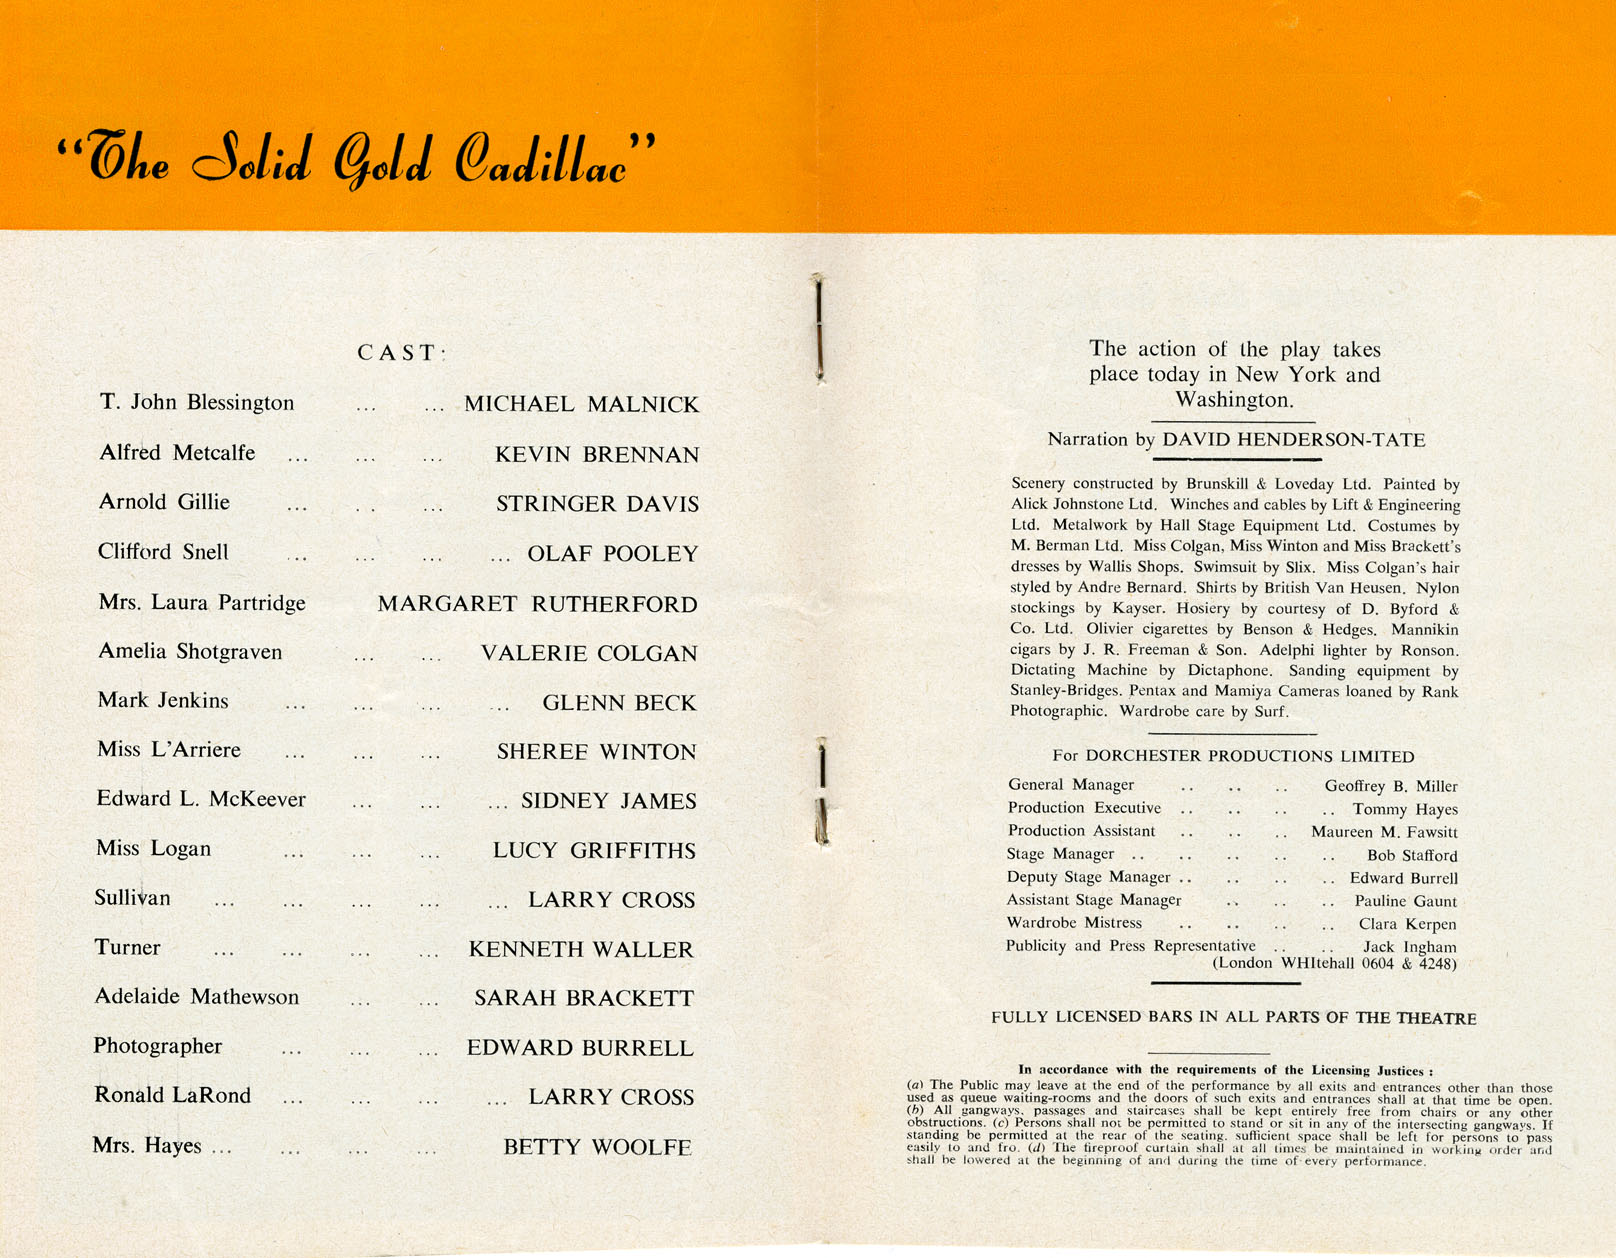 “The Solid Gold Cadillac”
CAST:
T. John Blessington ... ... MICHAEL MALNICK
Alfred Metcalfe ... ... ... KEVIN BRENNAN
Arnold Gillie ... . . ... STRINGER DAVIS
Clifford Snell ... ... ... ... OLAF POOLEY
Mrs. Laura Partridge MARGARET RUTHERFORD
Amelia Shotgraven ... ... VALERIE COLGAN
Mark Jenkins ... ... ... ... GLENN BECK
Miss L'Arriere ... ... ... SHEREE WINTON
Edward L. McKeever ... ... ... SIDNEY JAMES
Miss Logan ... ... ... LUCY GRIFFITHS
Sullivan ... ... ... ... ... LARRY CROSS
Turner ... ... ... ... KENNETH WALLER
Adelaide Mathewson ... ... SARAH BRACKETT
Photographer ... ... ... EDWARD BURRELL
Ronald LaRond ... ... ... ... LARRY CROSS
Mrs. Hayes ... ... ... ... BETTY WOOLFE
The action of the play takes
place today in New York and
Washington.
Narration by DAVID HENDERSON-TATE
Scenery constructed by Brunskill & Loveday Ltd. Painted by
Alick Johnstone Ltd. Winches and cables by Lift & Engineering
Ltd. Metalwork by Hall Stage Equipment Ltd. Costumes by
M. Berman Ltd. Miss Colgan, Miss Winton and Miss Brackett's
dresses by Wallis Shops. Swimsuit by Slix. Miss Colgan's hair
styled by Andre Bernard. Shirts by British Van Heusen. Nylon
stockings by Kayser. Hosiery by courtesy of D. Byford &
Co. Ltd. Olivier cigarettes by Benson & Hedges. Mannikin
cigars by J. R. Freeman & Son. Adelphi lighter by Ronson.
Dictating Machine by Dictaphone. Sanding equipment by
Stanley-Bridges. Pentax and Mamiya Cameras loaned by Rank
Photographic. Wardrobe care by Surf.
For DORCHESTER PRODUCTIONS LIMITED
General Manager .. .. .. Geoffrey B. Miller
Production Executive .. .. .. .. Tommy Hayes
Production Assistant .. .. .. Maureen M. Fawsitt
Stage Manager .. .. .. .. .. Bob Stafford
Deputy Stage Manager .. .. .. .. Edward Burrell
Assistant Stage Manager .. .. .. Pauline Gaunt
Wardrobe Mistress .. .. .. .. Clara Kerpen
Publicity and Press Representative .. .. Jack Ingham
(London WHItehall 0604 & 4248)
FULLY LICENSED BARS IN ALL PARTS OF THE THEATRE
In accordance with the requirements of the Licensing Justices :
(a) The Public may leave at the end of the performance by all exits and entrances other than those
used as queue waiting-rooms and the doors of such exits and entrances shall at that time be open.
(b) All gangways, passages and staircases shall be kept entirely free from chairs or any other
obstructions. (c) Persons shall not be permitted to stand or sit in any of the intersecting gangways. If
standing be permitted at the rear of the seating, sufficient space shall be left for persons to pass
easily to and fro. (d) The fireproof curtain shall at all times be maintained in working order and
shall be lowered at the beginning of and during the time of every performance.